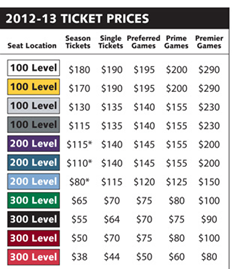 2012-13 TICKET PRICES
Season Single Preferred Prime Premier
Seat Location Tickets Tickets Games Games Games
100 Level $180 $190 $195 $200 $290
100 Level $170 $190 $195 $200 $290
100 Level $130 $135 $140 $155 $230
100 Level $115 $135 $140 $155 $230
200 Level $115* $140 $145 $155 $200
200 Level $110* $140 $145 $155 $200
200 Level $80* $115 $120 $125 $150
300 Level $65 $70 $75 $80 $100
300 Level $55 $64 $70 $75 $90
300 Level $50 $70 $75 $80 $100
300 Level $38 $44 $50 $60 $80